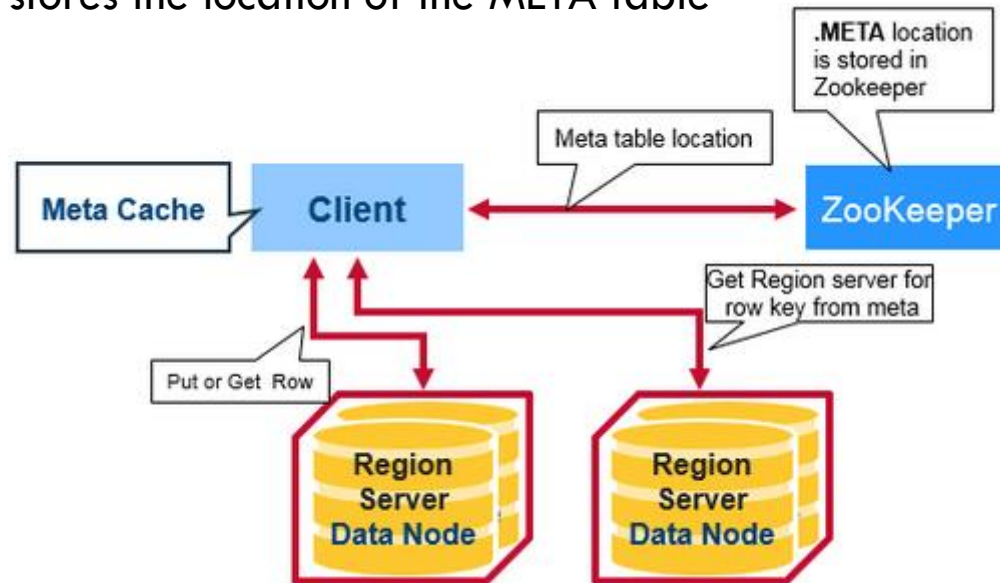 stores the location of the META table
.META location
is stored in
Zookeeper
Meta table location
Meta Cache
Client
ZooKeeper
Get Region server for
row key from meta
Put or Get Row
Region
Server
Data Node
Region
Server
Data Node